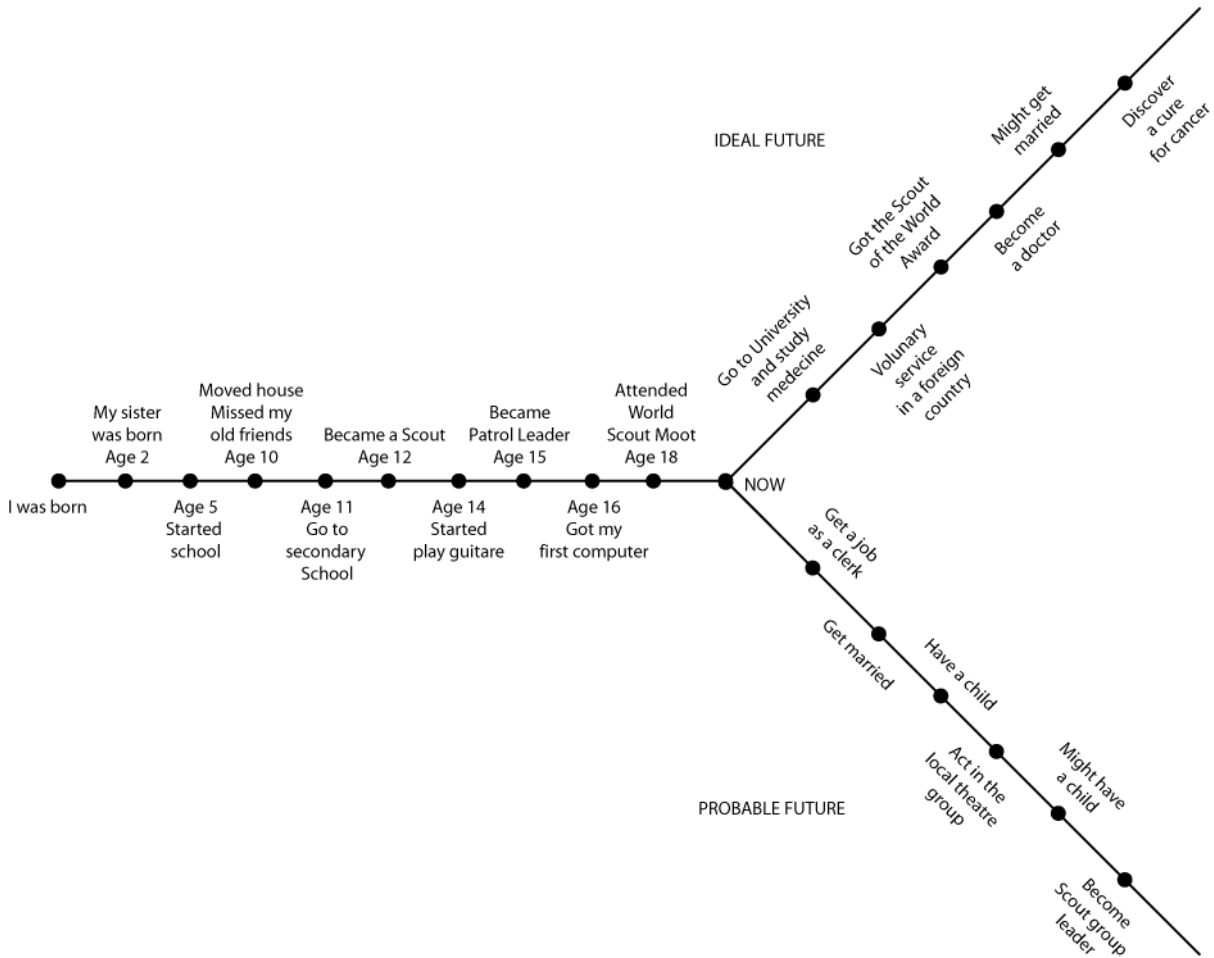 I was born
My sister
was born
Age 2
Age 5
Started
school
Moved house
Missed my
old friends
Age 10
Age 11
Go to
secondary
School
Became a Scout
Age 12
Age 14
Started
play guitare
Became
Patrol Leader
Age 15
Age 16
Got my
first computer
Attended
World
Scout Moot
Age 18
NOW
IDEAL FUTURE
Go to University
and study
medecine
Volunary
service
in a foreign
country
Got the Scout
of the World
Award
Become
a doctor
Might get
married
Discover
a cure
for cancer
PROBABLE FUTURE
Get a job
as a clerk
Get married
Have a child
Act in the
local theatre
group
Might have
a child
Become
Scout group
leader